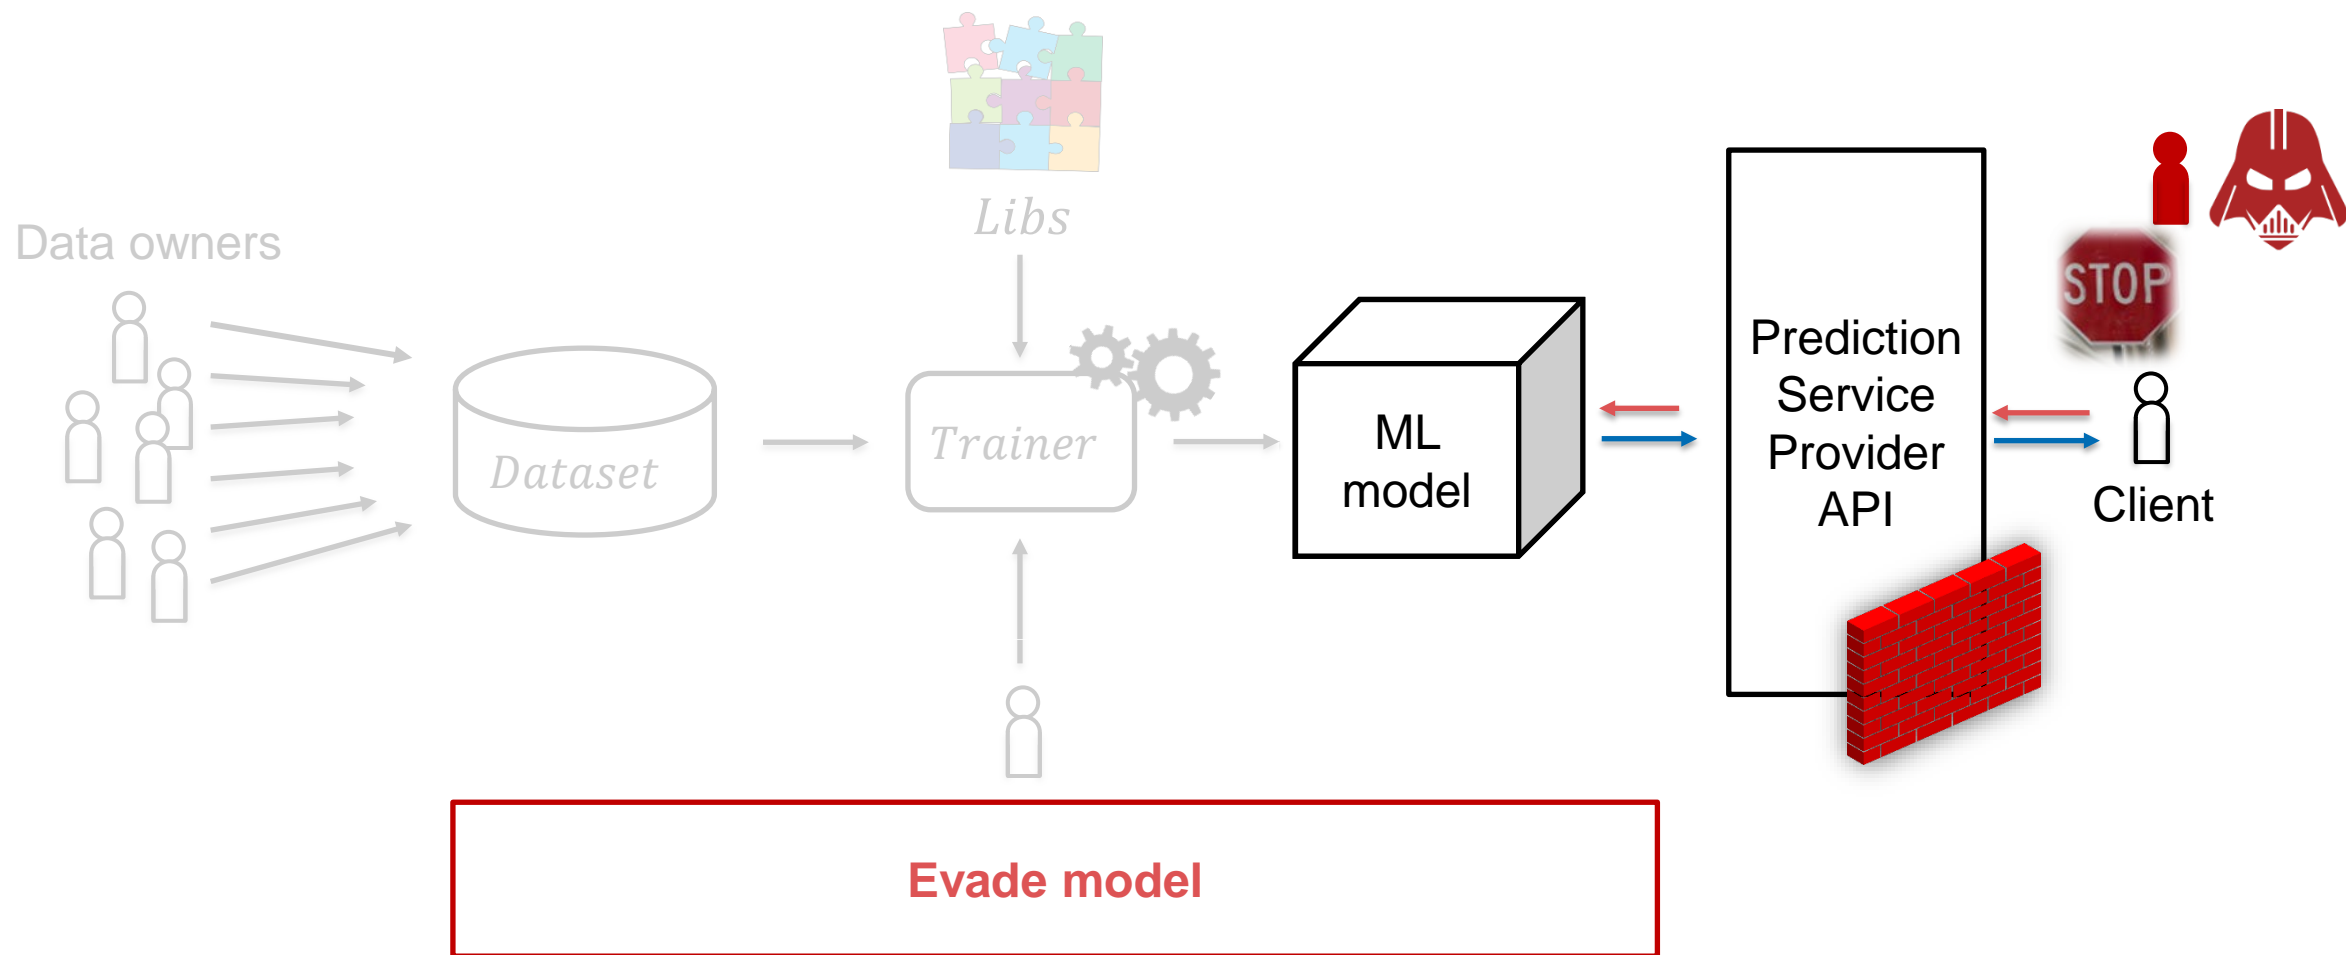 Libs
Data owners
STOP
Prediction
Service
Provider
API
Trainer
ML
model
Dataset
Client
Evade model